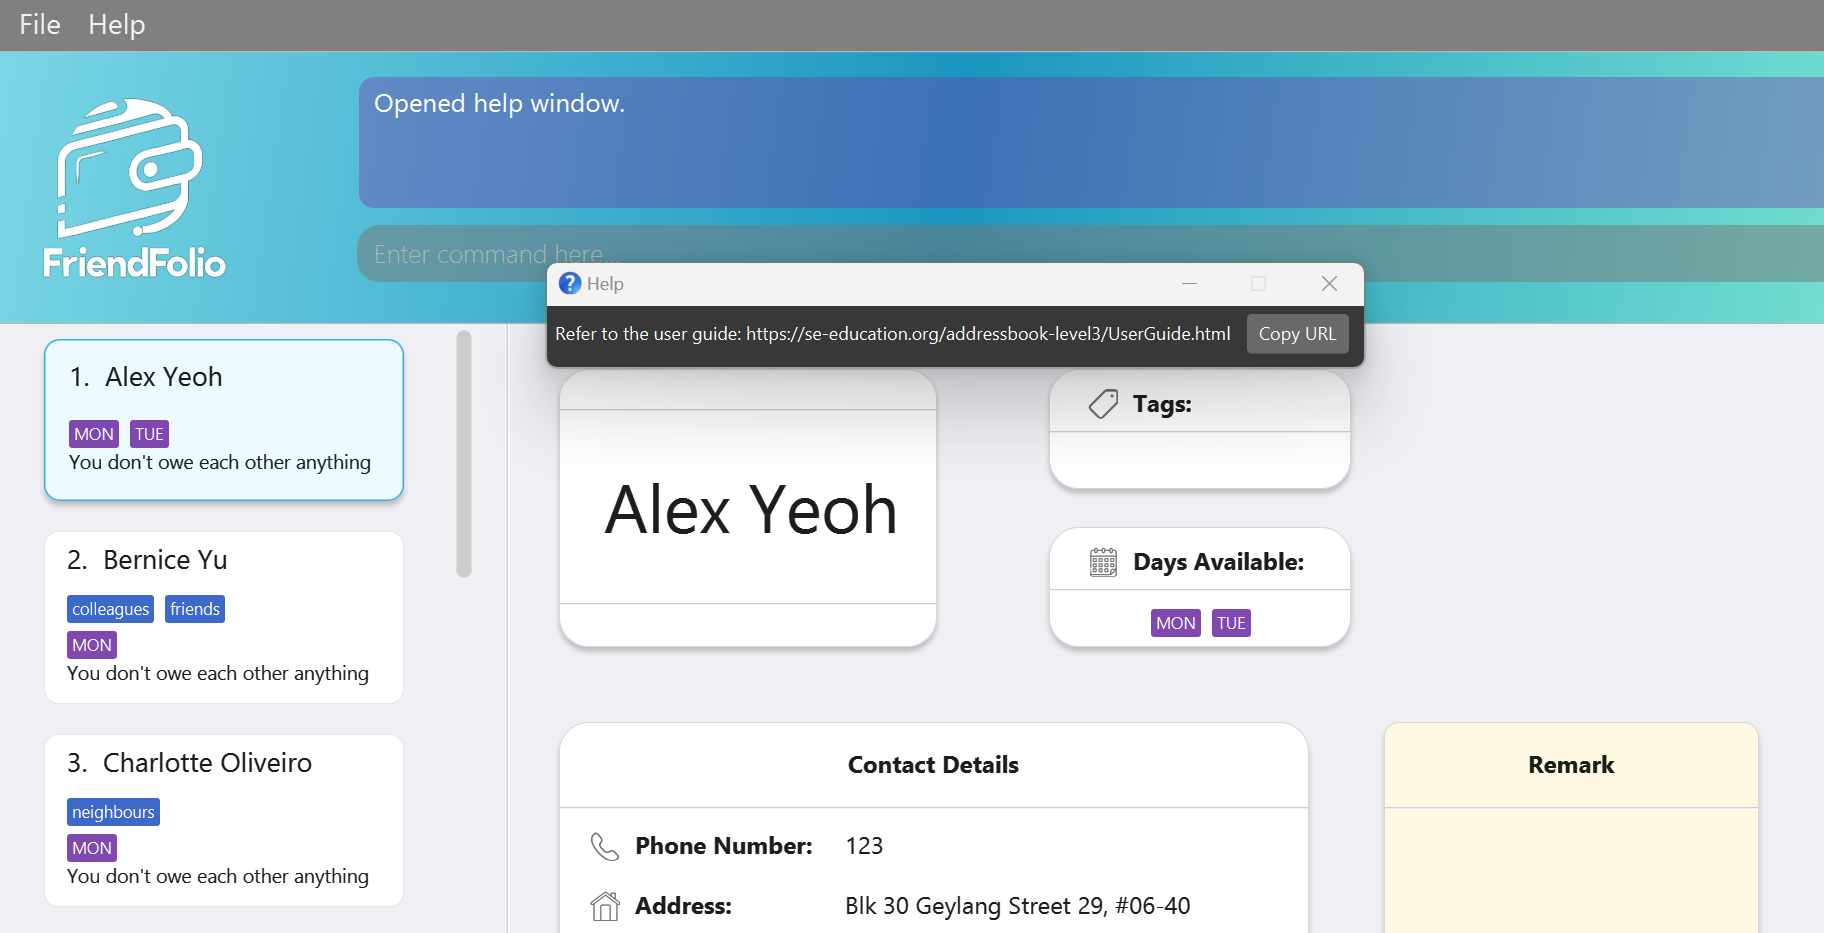 File Help
Opened help window.
FriendFolio
Enter command here...
Help
Refer to the user guide: https://se-education.org/addressbook-level3/UserGuide.html Copy URL
1. Alex Yeoh
MON TUE
You don't owe each other anything
2. Bernice Yu
colleagues friends
MON
You don't owe each other anything
3. Charlotte Oliveiro
neighbours
MON
You don't owe each other anything
Alex Yeoh
Tags:
Days Available:
MON TUE
Contact Details
Phone Number: 123
Address: Blk 30 Geylang Street 29, #06-40
Remark